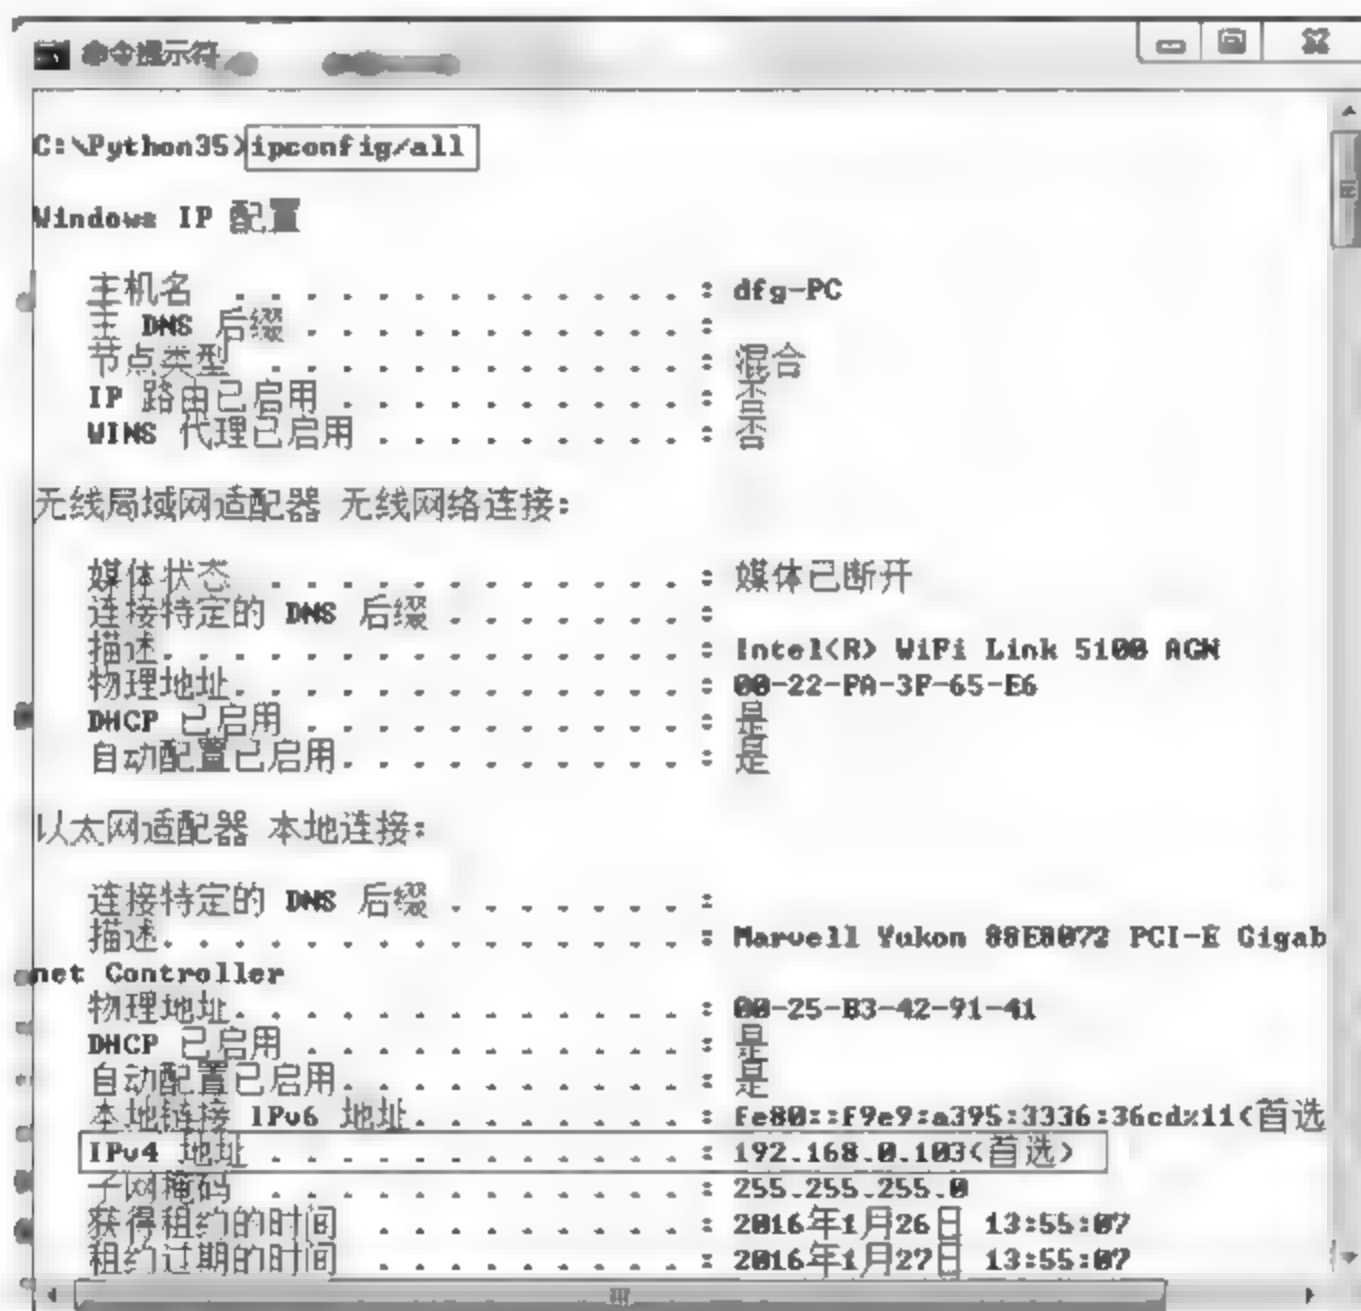 命令提示符
C:\Python35>ipconfig/all
Windows IP 配置
主机名 . . . . . . . . . . . . . : dfg-PC
主 DNS 后缀 . . . . . . . . . . . :
节点类型 . . . . . . . . . . . . : 混合
IP 路由已启用 . . . . . . . . . . : 否
WINS 代理已启用 . . . . . . . . . : 否
无线局域网适配器 无线网络连接:
媒体状态 . . . . . . . . . . . . : 媒体已断开
连接特定的 DNS 后缀 . . . . . . . :
描述. . . . . . . . . . . . . . . : Intel(R) WiFi Link 5100 AGN
物理地址. . . . . . . . . . . . . : 00-22-FA-3F-65-E6
DHCP 已启用 . . . . . . . . . . . : 是
自动配置已启用. . . . . . . . . . : 是
以太网适配器 本地连接:
连接特定的 DNS 后缀 . . . . . . . :
描述. . . . . . . . . . . . . . . : Marvell Yukon 88E8072 PCI-E Gigab
net Controller
物理地址. . . . . . . . . . . . . : 00-25-B3-42-91-41
DHCP 已启用 . . . . . . . . . . . : 是
自动配置已启用. . . . . . . . . . : 是
本地链接 IPv6 地址. . . . . . . . : fe80::f9e9:a395:3336:36cd%11(首选
IPv4 地址 . . . . . . . . . . . . : 192.168.0.103(首选)
子网掩码 . . . . . . . . . . . . : 255.255.255.0
获得租约的时间 . . . . . . . . . : 2016年1月26日 13:55:07
租约过期的时间 . . . . . . . . . : 2016年1月27日 13:55:07